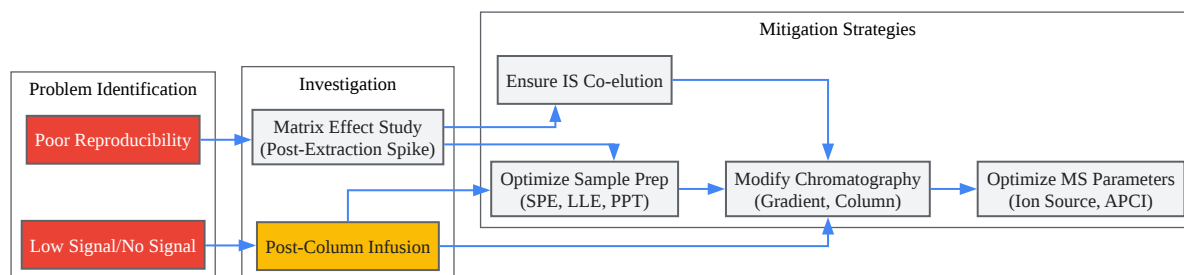 Problem Identification
Poor Reproducibility
Low Signal/No Signal
Investigation
Matrix Effect Study
(Post-Extraction Spike)
Post-Column Infusion
Mitigation Strategies
Ensure IS Co-elution
Optimize Sample Prep
(SPE, LLE, PPT)
Modify Chromatography
(Gradient, Column)
Optimize MS Parameters
(Ion Source, APCI)